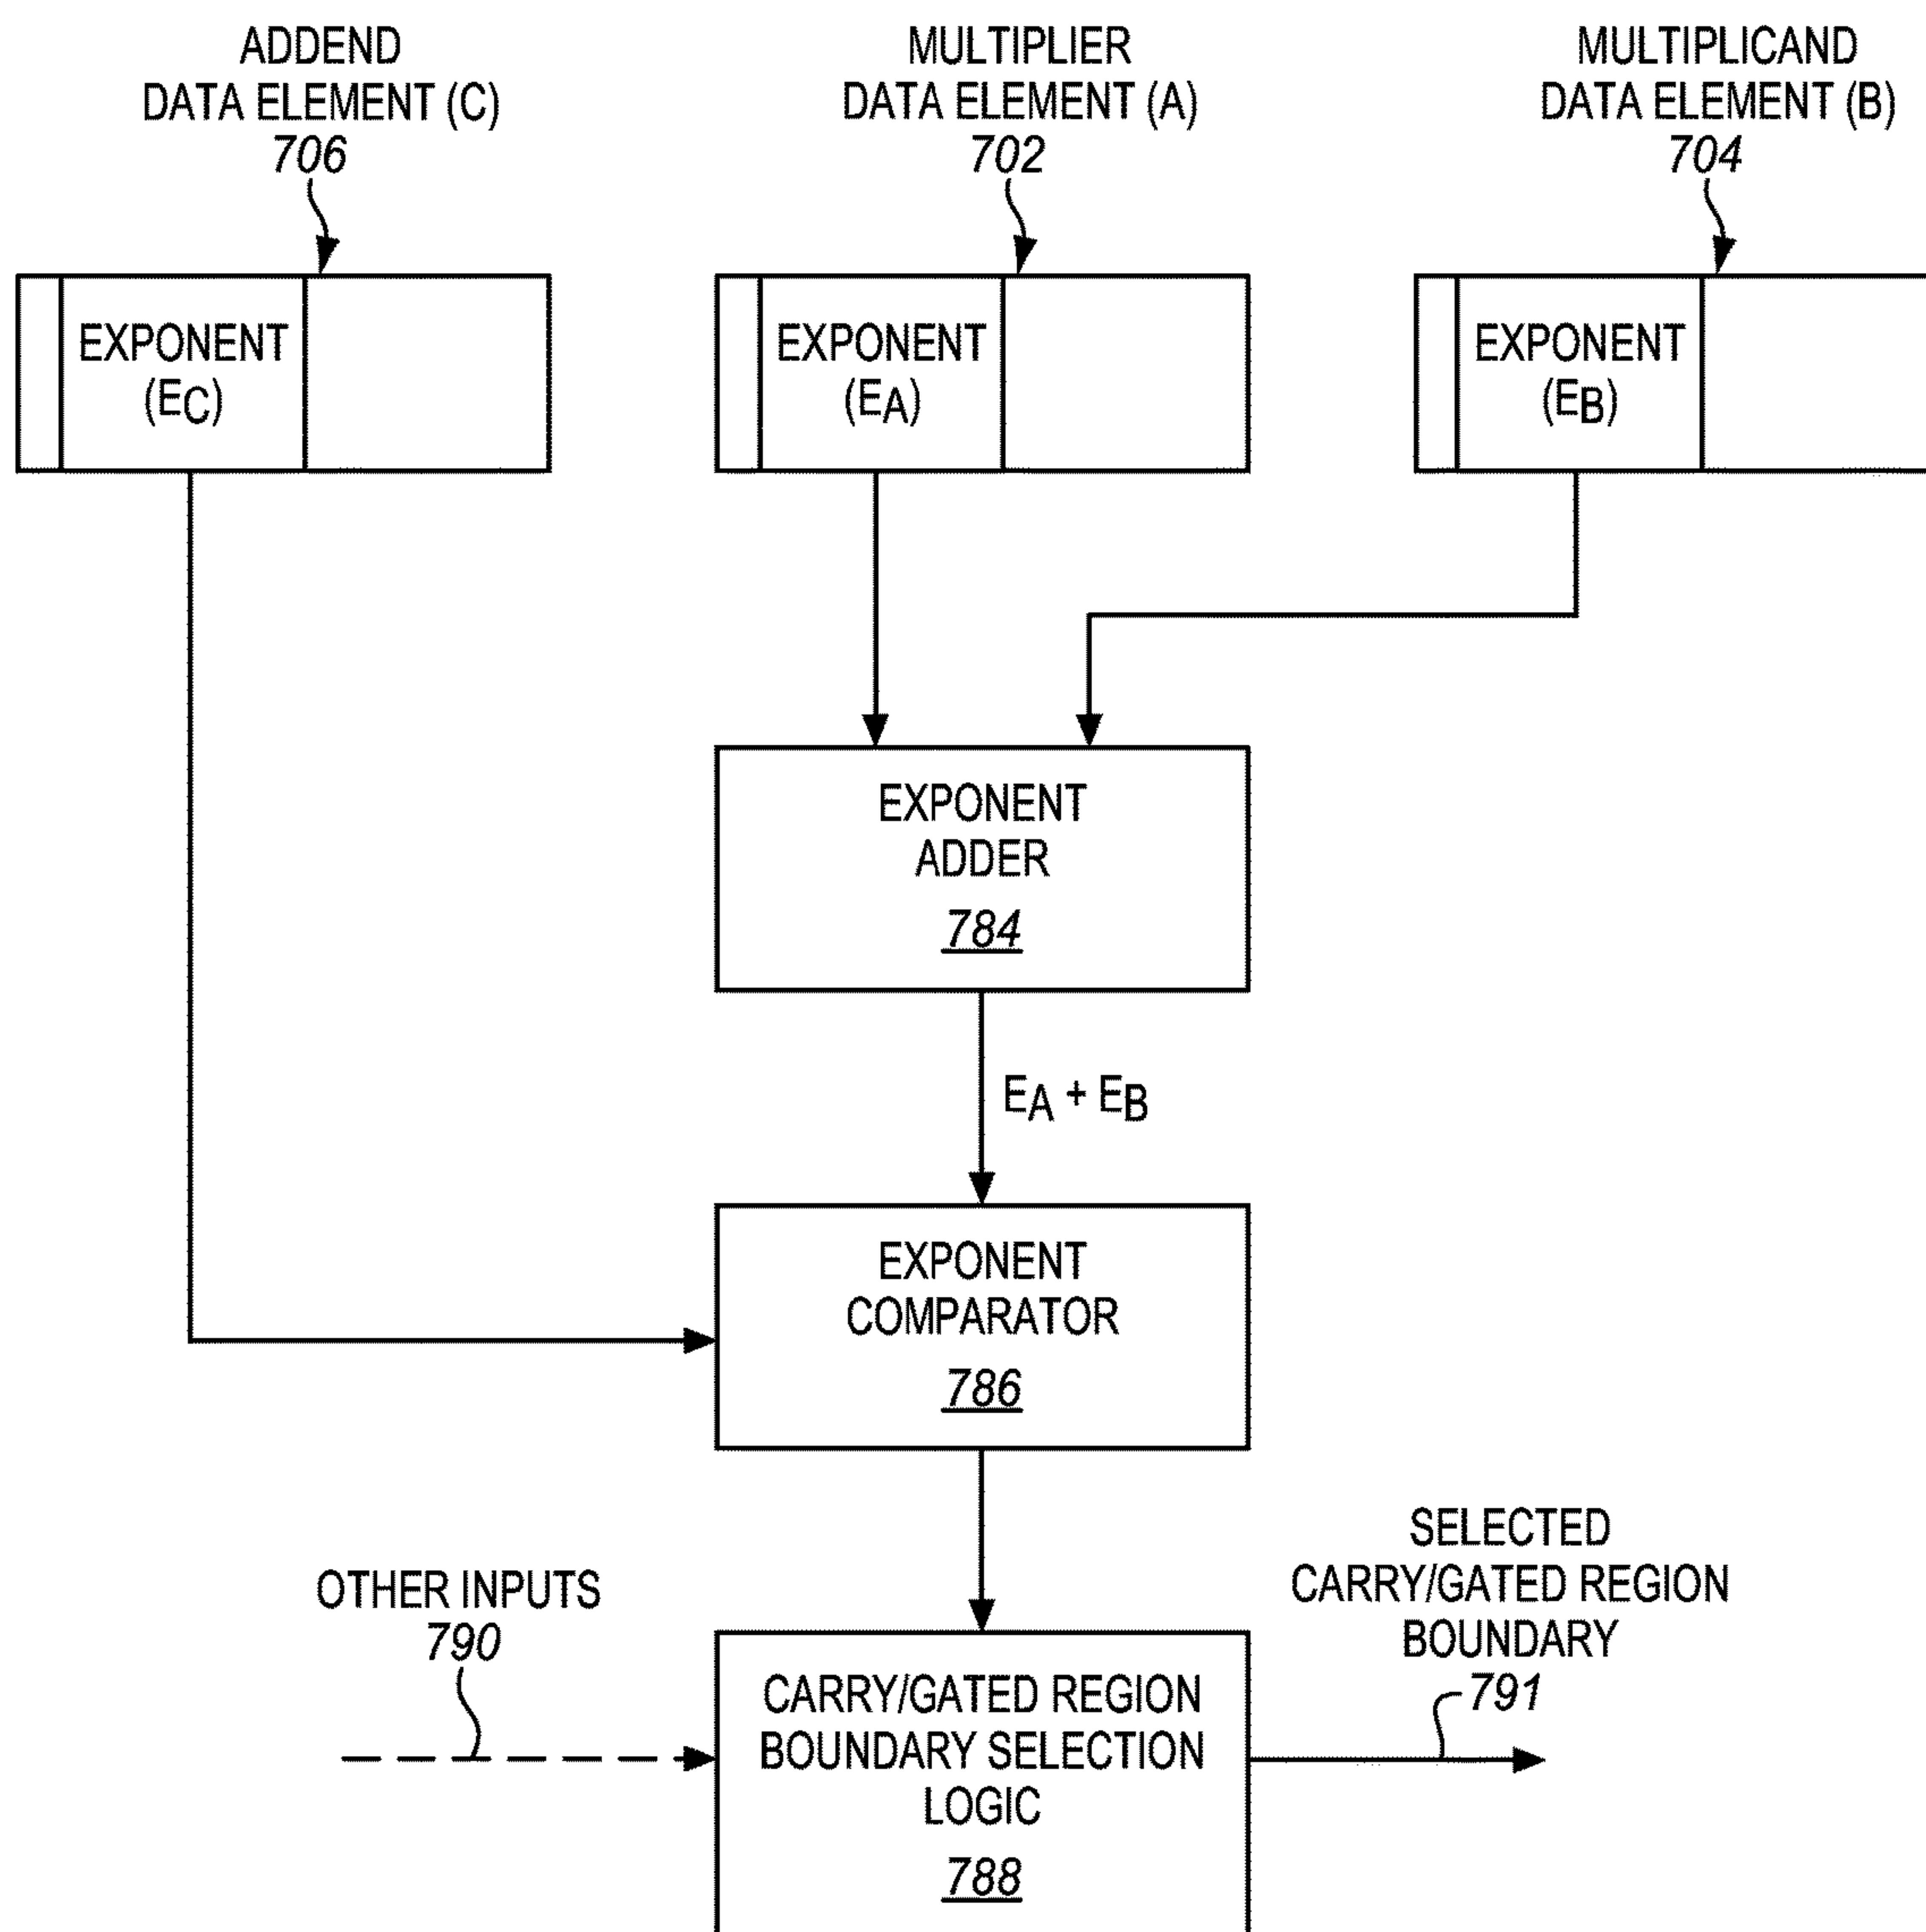 ADDEND
DATA ELEMENT (C)
706
MULTIPLIER
DATA ELEMENT (A)
702
MULTIPLICAND
DATA ELEMENT (B)
704
EXPONENT
(EC)
EXPONENT
(EA)
EXPONENT
(EB)
EXPONENT
ADDER
784
EA + EB
EXPONENT
COMPARATOR
786
OTHER INPUTS
790
CARRY/GATED REGION
BOUNDARY SELECTION
LOGIC
788
SELECTED
CARRY/GATED REGION
BOUNDARY
791